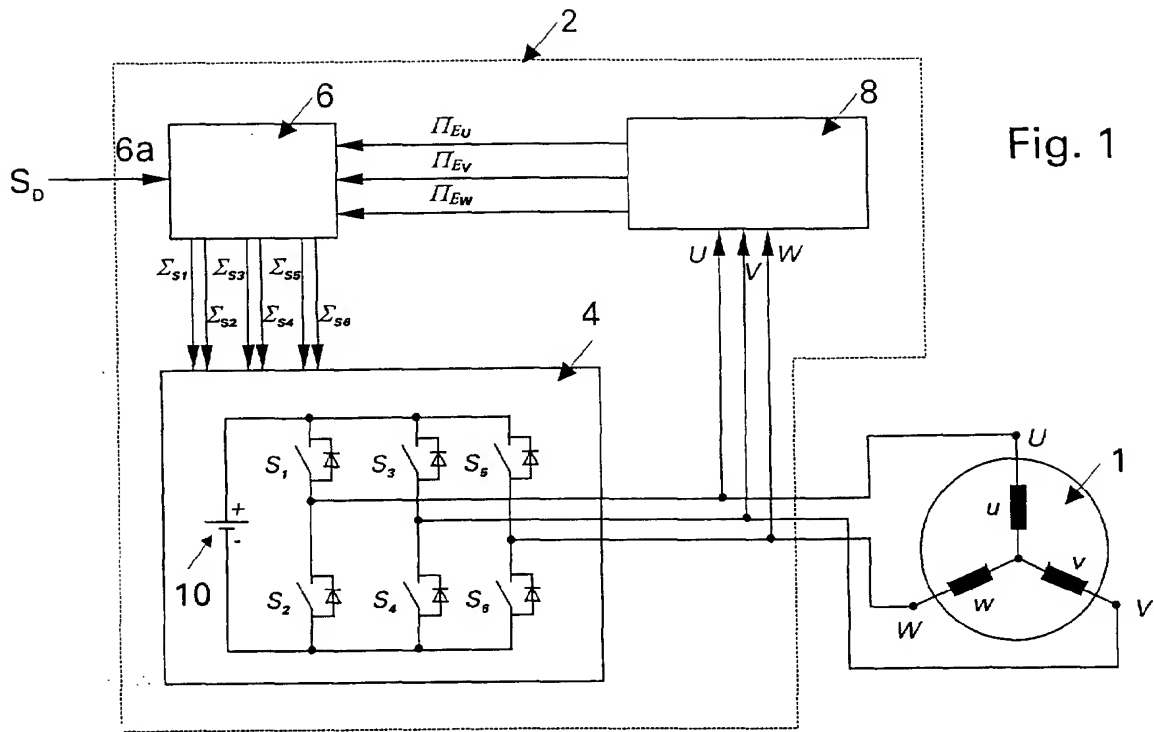 2
6
8
Fig. 1
6a
S_D
Π_EU
Π_EV
Π_EW
U V W
Σ_S1 Σ_S3 Σ_S5
Σ_S2 Σ_S4 Σ_S6
4
S_1 S_3 S_5
+
-
10
S_2 S_4 S_6
U
1
u
v
w
W
V